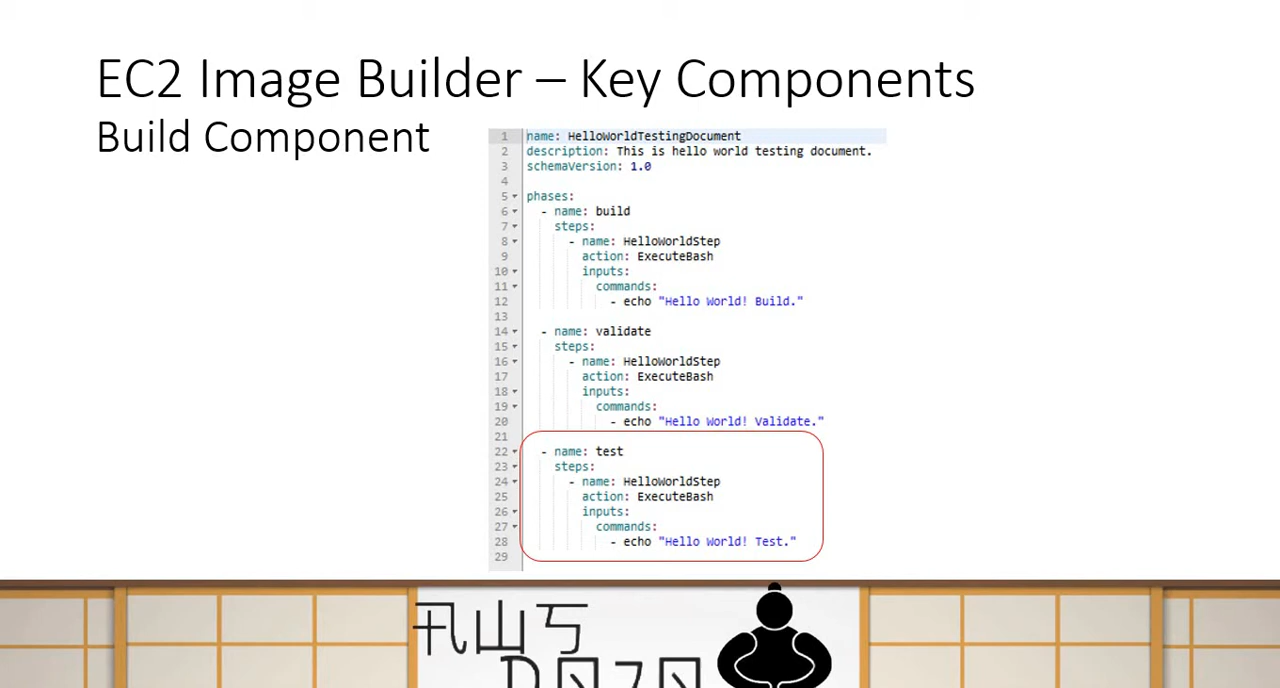 EC2 Image Builder – Key Components
Build Component
1 name: HelloWorldTestingDocument
2 description: This is hello world testing document.
3 schemaVersion: 1.0
4
5 phases:
6 - name: build
7 steps:
8 - name: HelloWorldStep
9 action: ExecuteBash
10 inputs:
11 commands:
12 - echo "Hello World! Build."
13
14 - name: validate
15 steps:
16 - name: HelloWorldStep
17 action: ExecuteBash
18 inputs:
19 commands:
20 - echo "Hello World! Validate."
21
22 - name: test
23 steps:
24 - name: HelloWorldStep
25 action: ExecuteBash
26 inputs:
27 commands:
28 - echo "Hello World! Test."
29